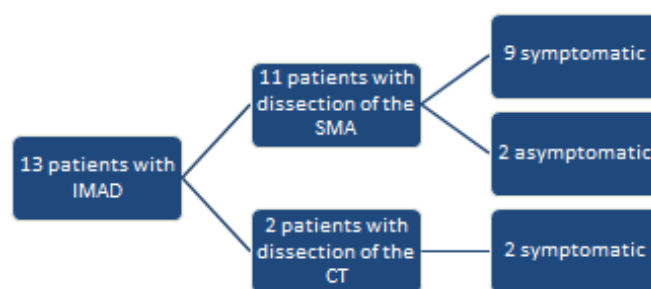 13 patients with
IMAD
11 patients with
dissection of the
SMA
2 patients with
dissection of the
CT
9 symptomatic
2 asymptomatic
2 symptomatic